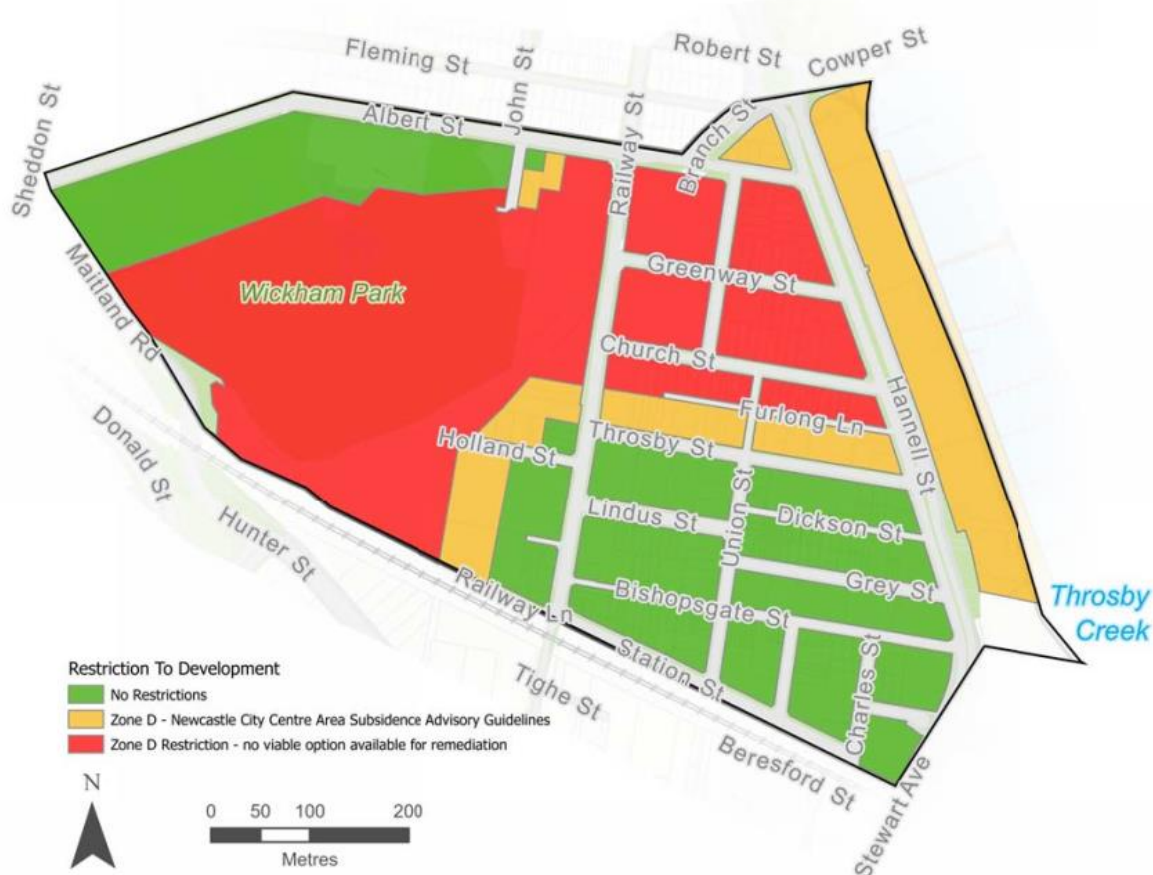 Fleming St
John St
Robert St
Cowper St
Sheddon St
Albert St
Railway St
Branch St
Maitland Rd
Wickham Park
Greenway St
Church St
Hannell St
Furlong Ln
Donald St
Holland St
Throsby St
Hunter St
Lindus St
Union St
Dickson St
Railway Ln
Bishopsgate St
Grey St
Throsby
Creek
Station St
Charles St
Tighe St
Beresford St
Stewart Ave
Restriction To Development
No Restrictions
Zone D - Newcastle City Centre Area Subsidence Advisory Guidelines
Zone D Restriction - no viable option available for remediation
N
0 50 100 200
Metres